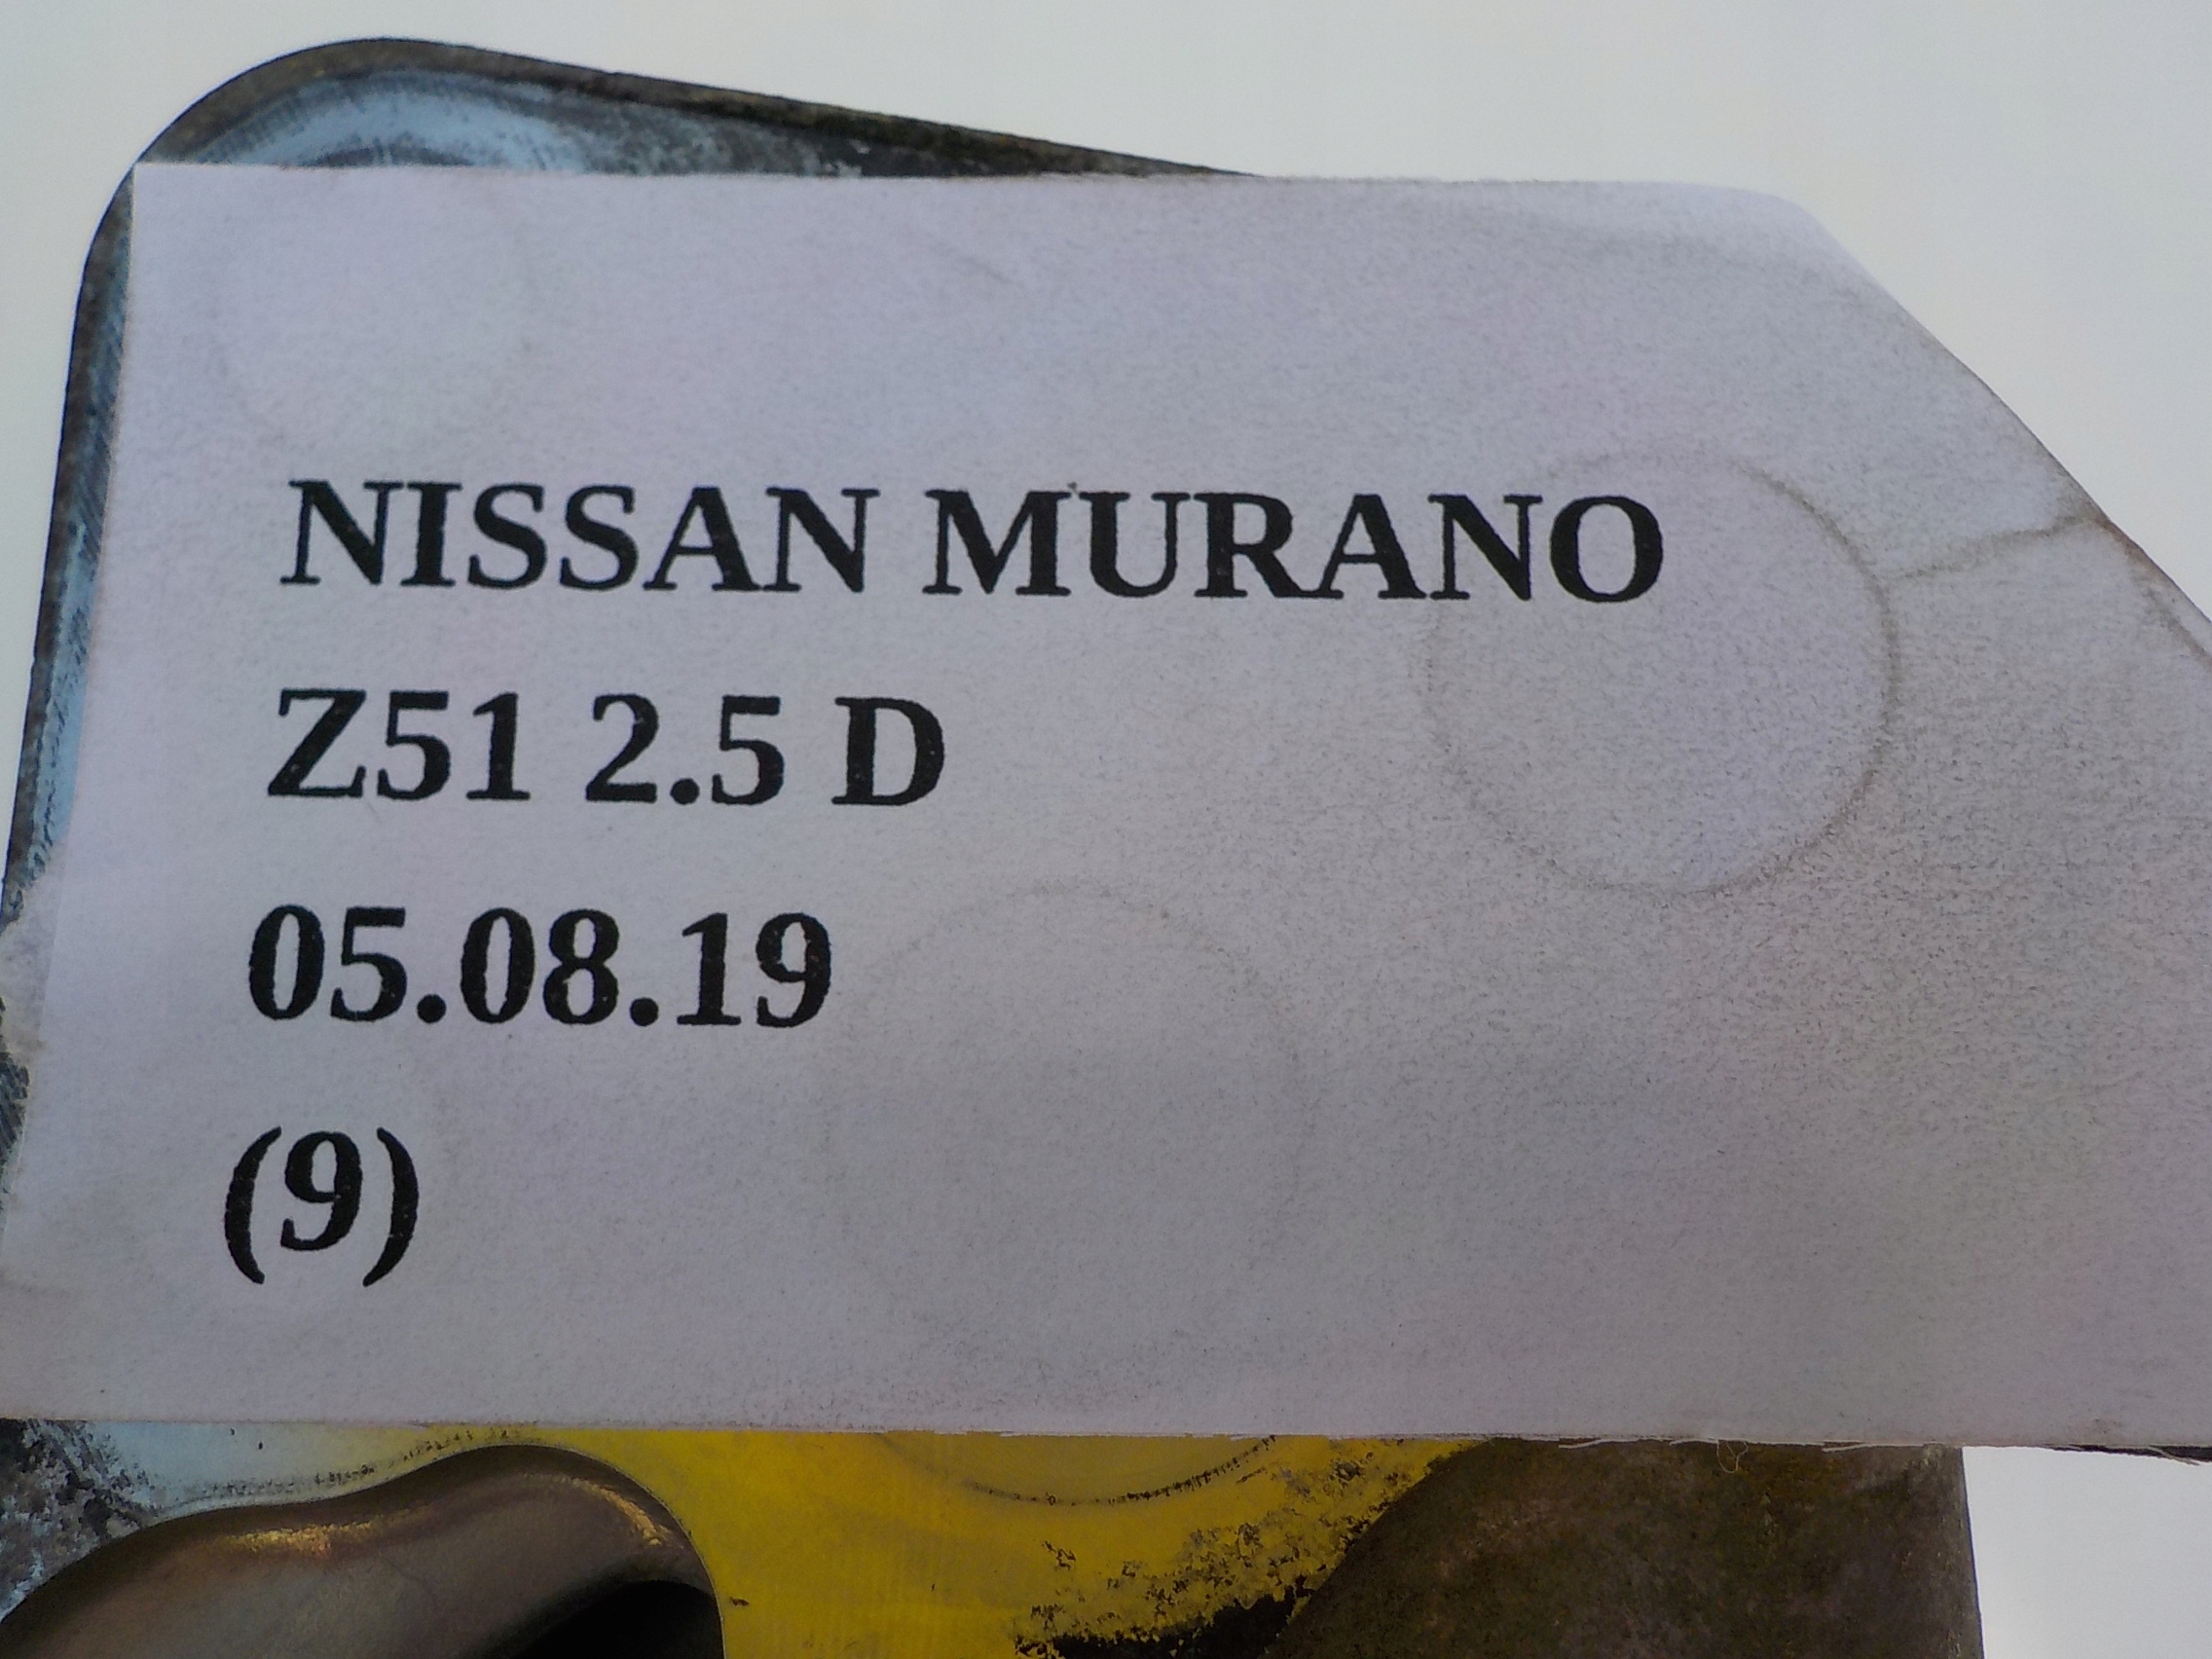 NISSAN MURANO
Z51 2.5 D
05.08.19
(9)